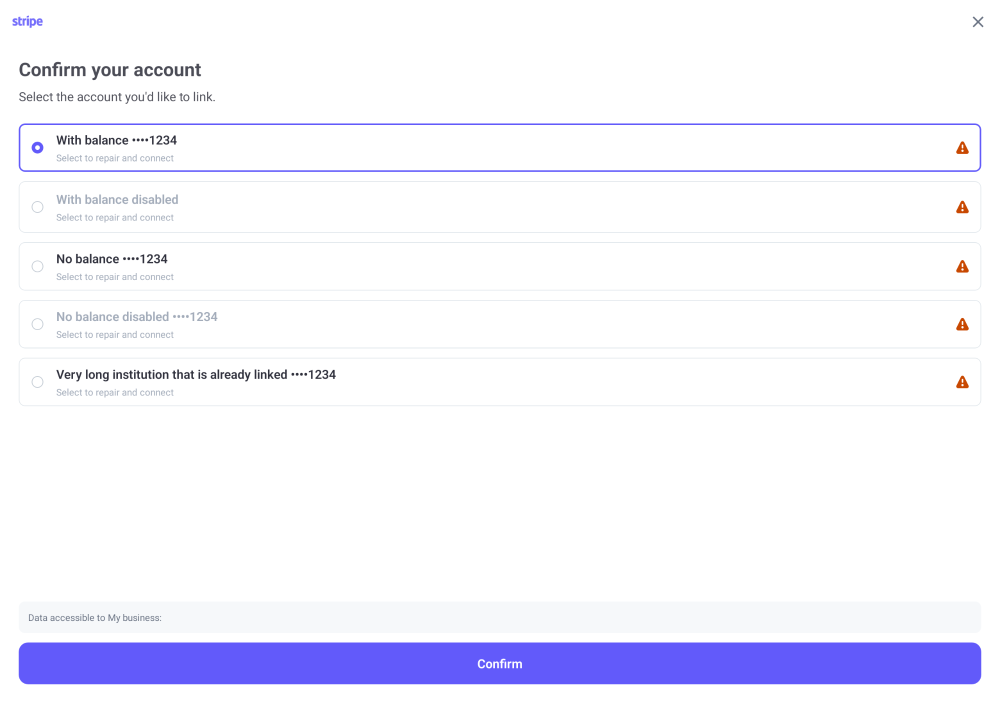 stripe
Confirm your account
Select the account you'd like to link.
With balance ••••1234
Select to repair and connect
With balance disabled
Select to repair and connect
No balance ••••1234
Select to repair and connect
No balance disabled ••••1234
Select to repair and connect
Very long institution that is already linked ••••1234
Select to repair and connect
Data accessible to My business:
Confirm